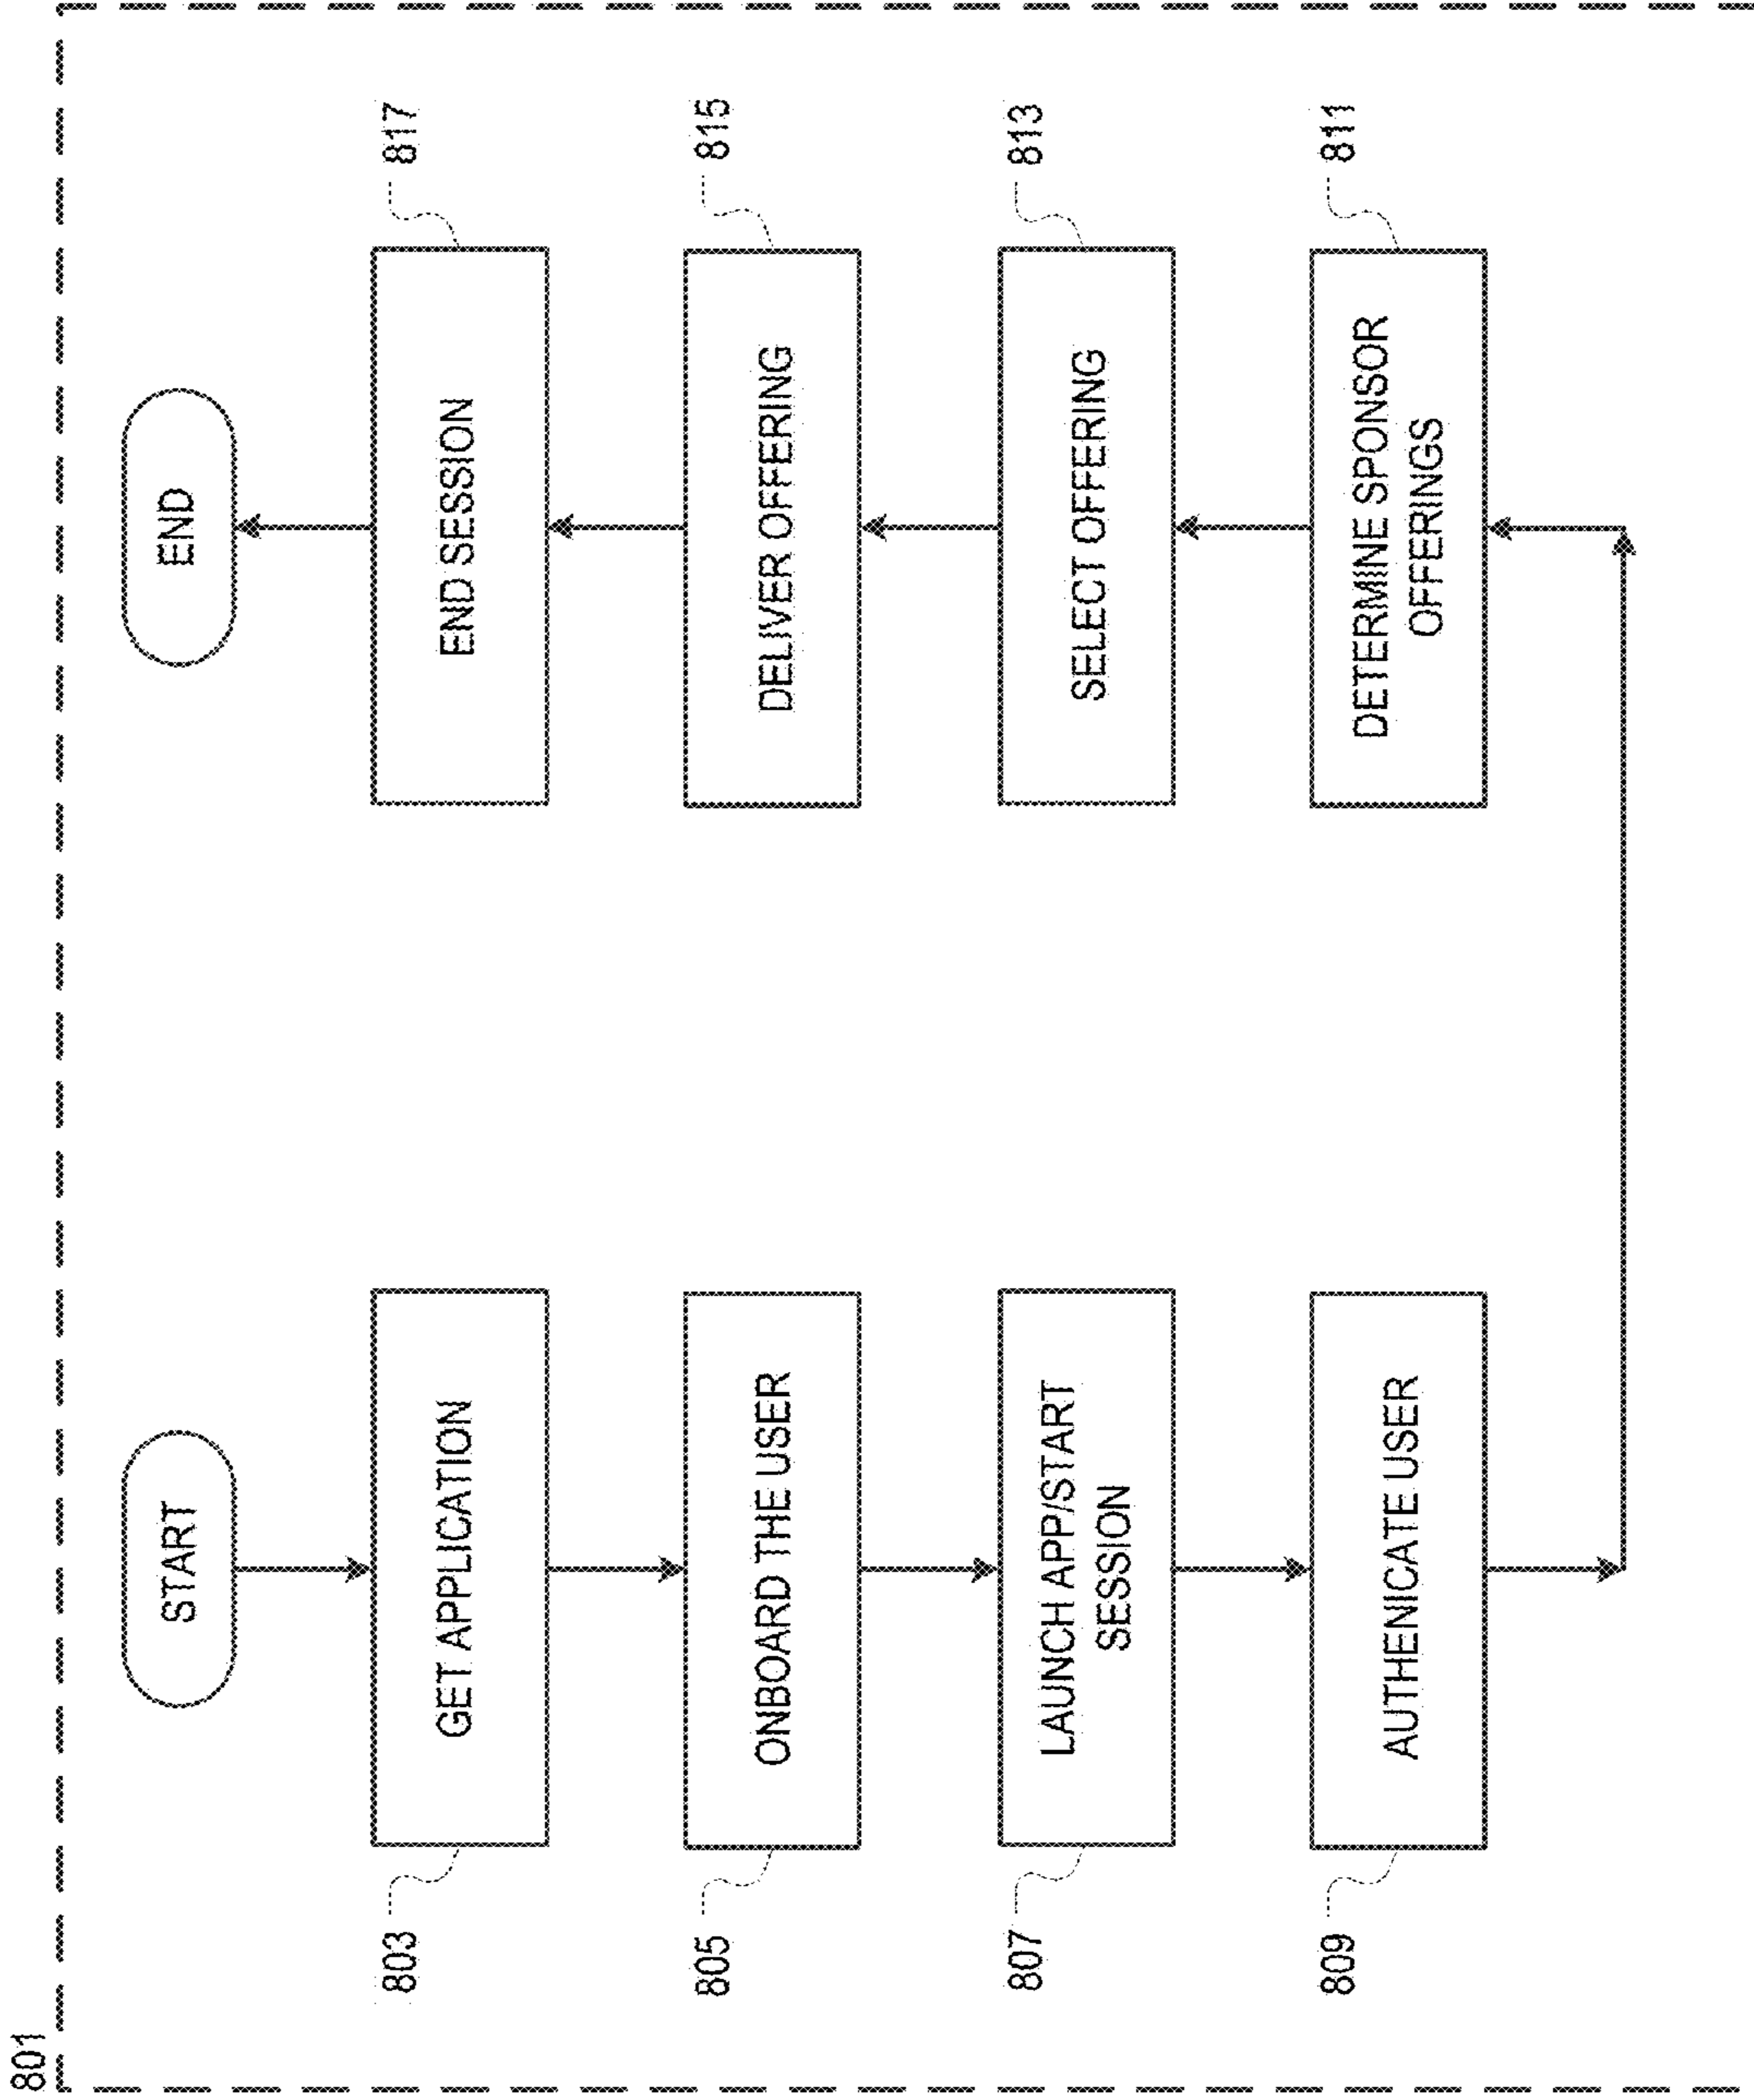 801
START
803
GET APPLICATION
805
ONBOARD THE USER
807
LAUNCH APP/START
SESSION
809
AUTHENICATE USER
END
END SESSION
817
DELIVER OFFERING
815
SELECT OFFERING
813
DETERMINE SPONSOR
OFFERINGS
811